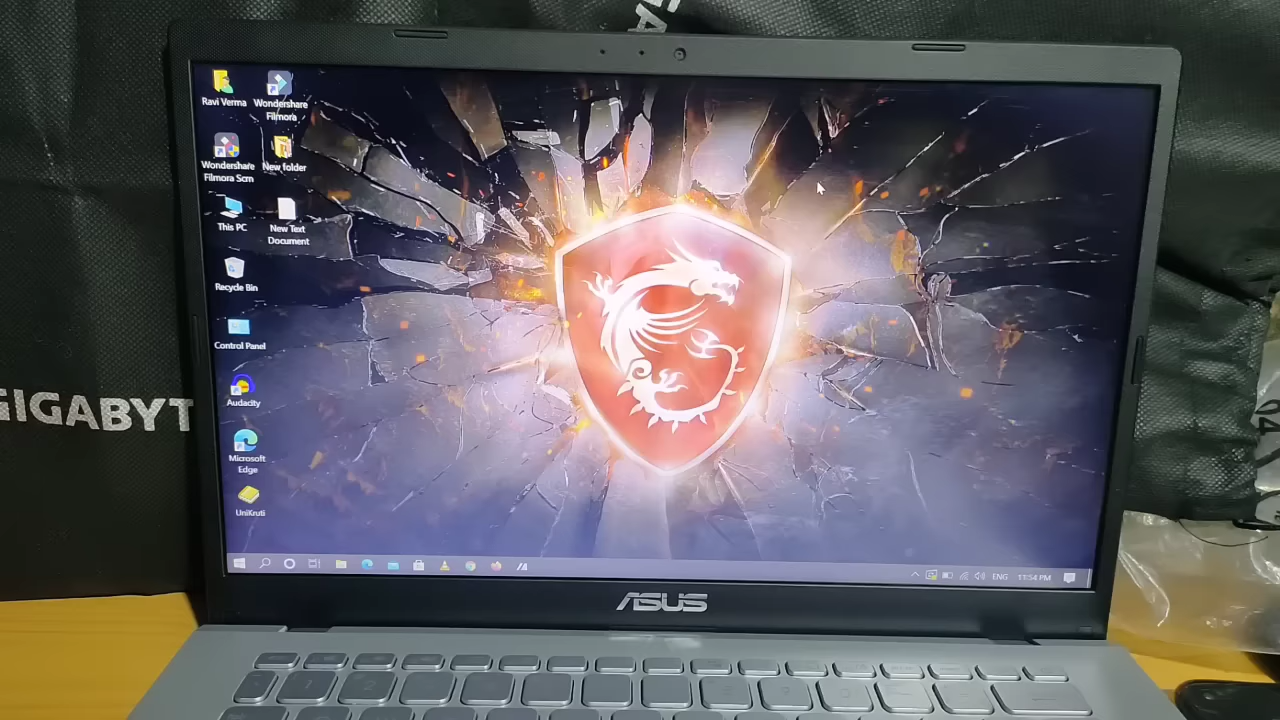 Ravi Verma
Wondershare
Filmora
Wondershare
Filmora Scrn
New folder
This PC
New Text
Document
Recycle Bin
Control Panel
Audacity
Microsoft
Edge
UniKruti
ENG
11:54 PM
ASUS
GIGABYT